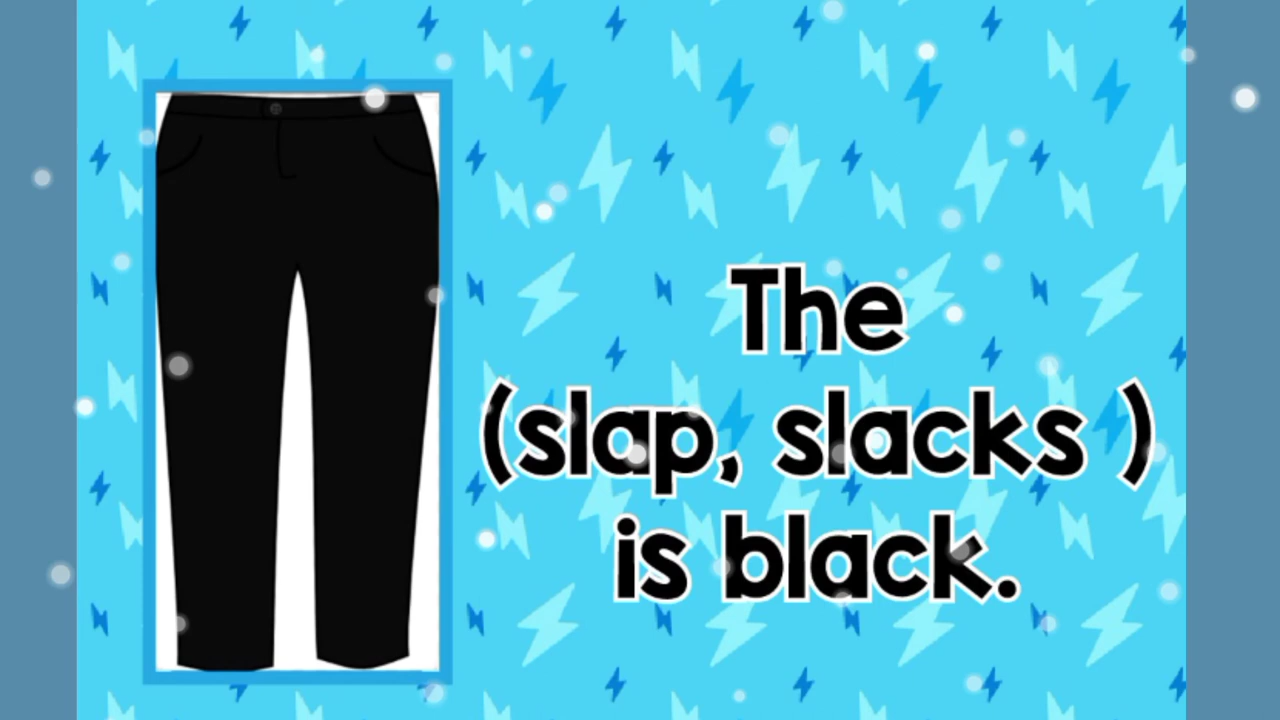 The
(slap, slacks )
is black.